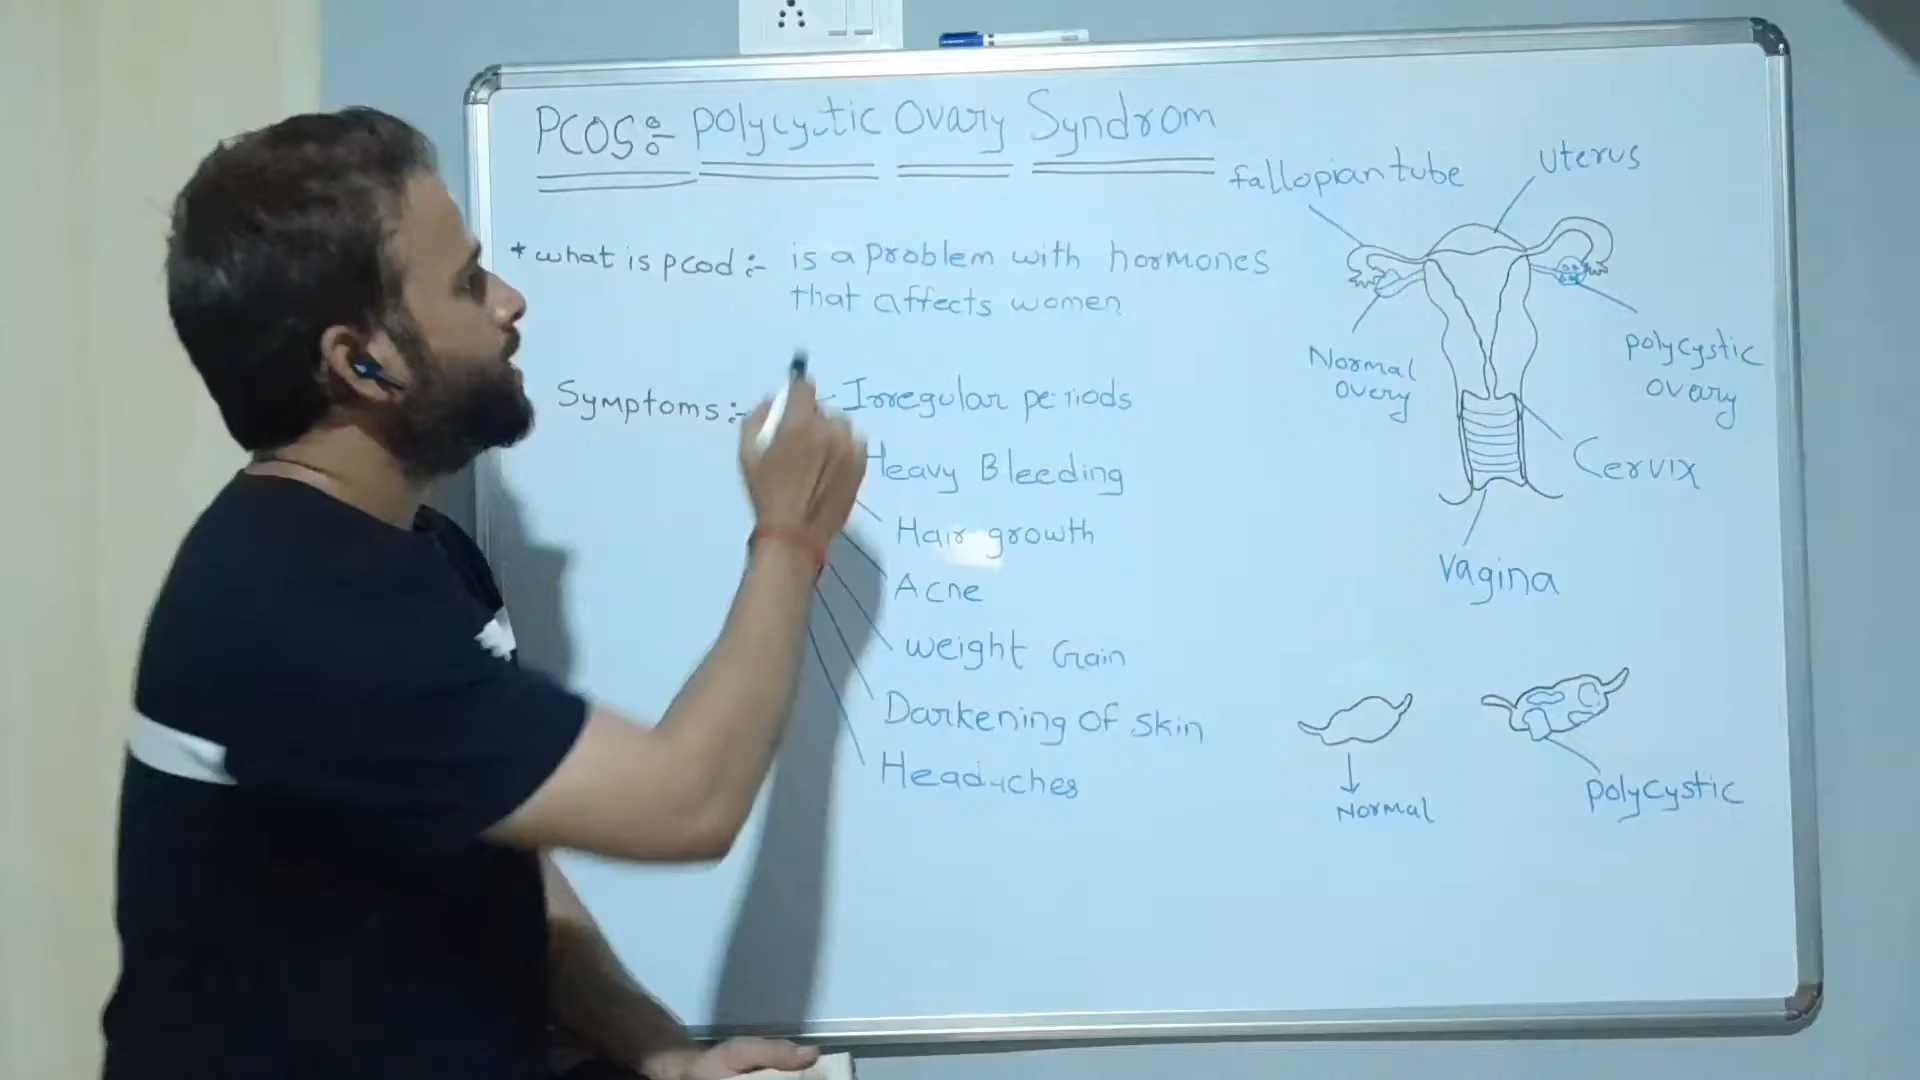 PCOS:- Polycystic Ovary Syndrom
* what is pcod :- is a problem with hormones
that affects women
Symptoms :- Irregular periods
Heavy Bleeding
Hair growth
Acne
weight Gain
Darkening Of Skin
Headaches
fallopian tube
Uterus
Normal
overy
polycystic
ovary
Cervix
Vagina
Normal
polycystic